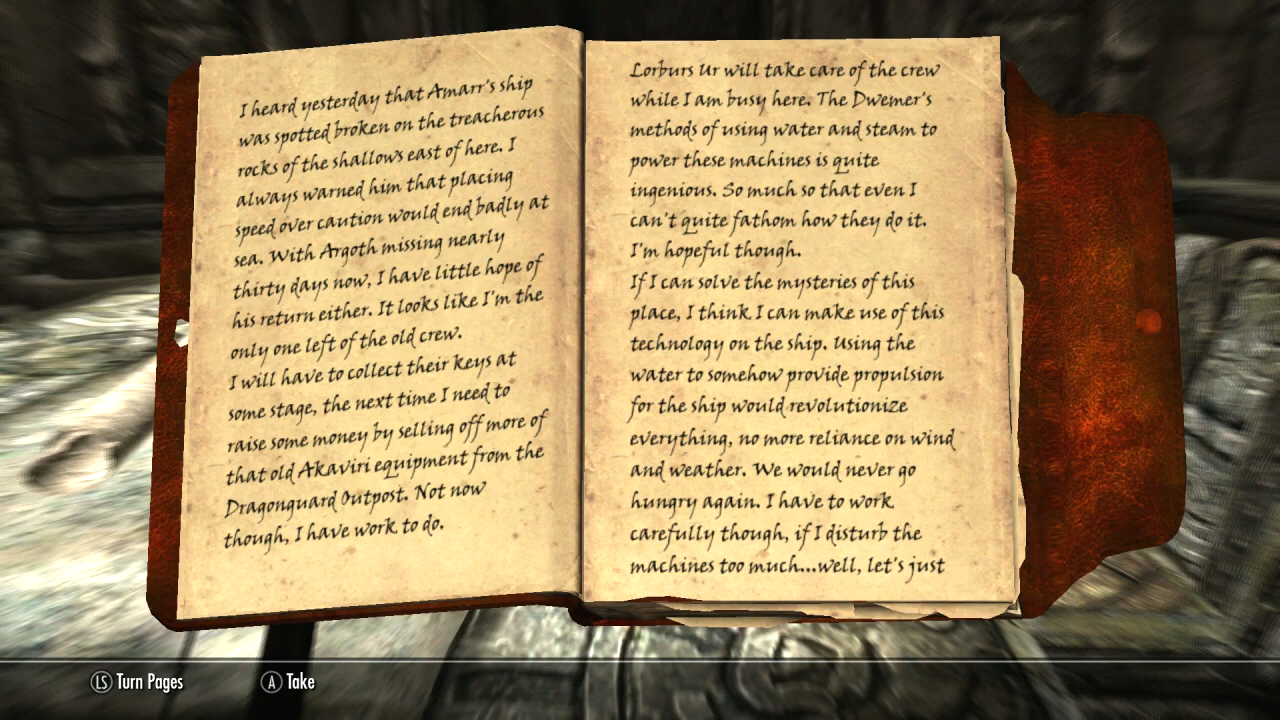 I heard yesterday that Amarr's ship
was spotted broken on the treacherous
rocks of the shallows east of here. I
always warned him that placing
speed over caution would end badly at
sea. With Argoth missing nearly
thirty days now, I have little hope of
his return either. It looks like I'm the
only one left of the old crew.
I will have to collect their keys at
some stage, the next time I need to
raise some money by selling off more of
that old Akaviri equipment from the
Dragonguard Outpost. Not now
though, I have work to do.
Lorburs Ur will take care of the crew
while I am busy here. The Dwemer's
methods of using water and steam to
power these machines is quite
ingenious. So much so that even I
can't quite fathom how they do it.
I'm hopeful though.
If I can solve the mysteries of this
place, I think I can make use of this
technology on the ship. Using the
water to somehow provide propulsion
for the ship would revolutionize
everything, no more reliance on wind
and weather. We would never go
hungry again. I have to work
carefully though, if I disturb the
machines too much...well, let's just
LS Turn Pages
A Take